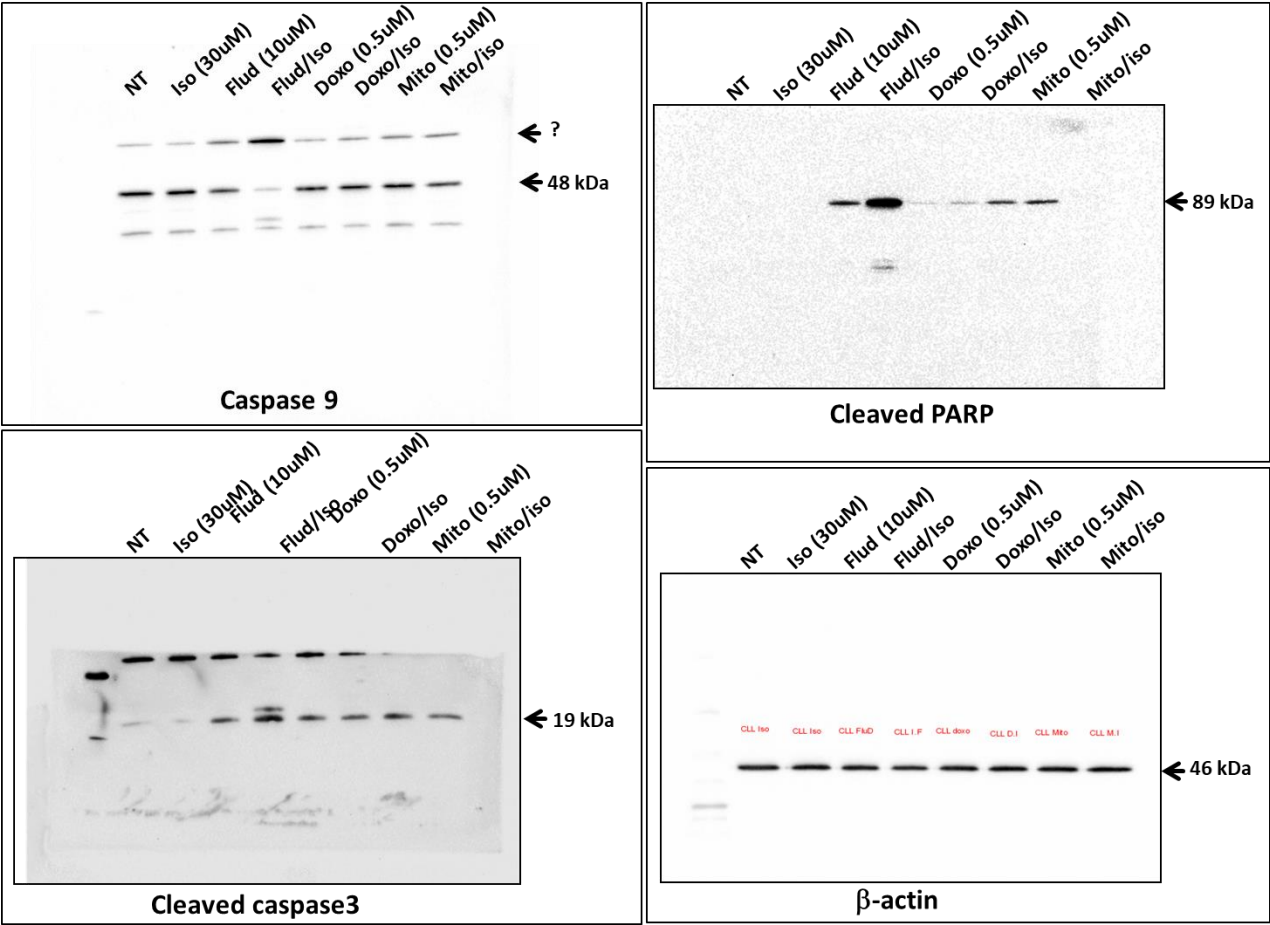 NT
Iso (30uM)
Flud (10uM)
Flud/Iso
Doxo (0.5uM)
Doxo/Iso
Mito (0.5uM)
Mito/iso
?
48 kDa
Caspase 9
NT
Iso (30uM)
Flud (10uM)
Flud/Iso
Doxo (0.5uM)
Doxo/Iso
Mito (0.5uM)
Mito/iso
89 kDa
Cleaved PARP
NT
Iso (30uM)
Flud (10uM)
Flud/Iso
Doxo (0.5uM)
Doxo/Iso
Mito (0.5uM)
Mito/iso
19 kDa
Cleaved caspase3
NT
Iso (30uM)
Flud (10uM)
Flud/Iso
Doxo (0.5uM)
Doxo/Iso
Mito (0.5uM)
Mito/iso
CLL Iso CLL Iso CLL FluD CLL I.F CLL doxo CLL D.I CLL Mito CLL M.I
46 kDa
β-actin